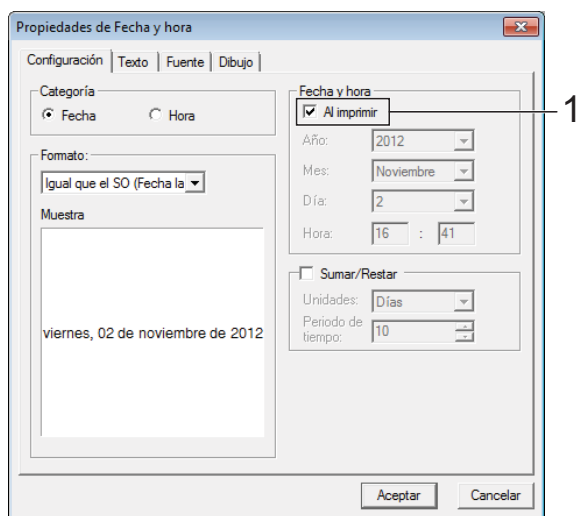 Propiedades de Fecha y hora
Configuración Texto Fuente Dibujo
Categoría
Fecha Hora
Formato:
Igual que el SO (Fecha la
Muestra
viernes, 02 de noviembre de 2012
Fecha y hora
Al imprimir
1
Año: 2012
Mes: Noviembre
Día: 2
Hora: 16 : 41
Sumar/Restar
Unidades: Días
Periodo de
tiempo: 10
Aceptar Cancelar